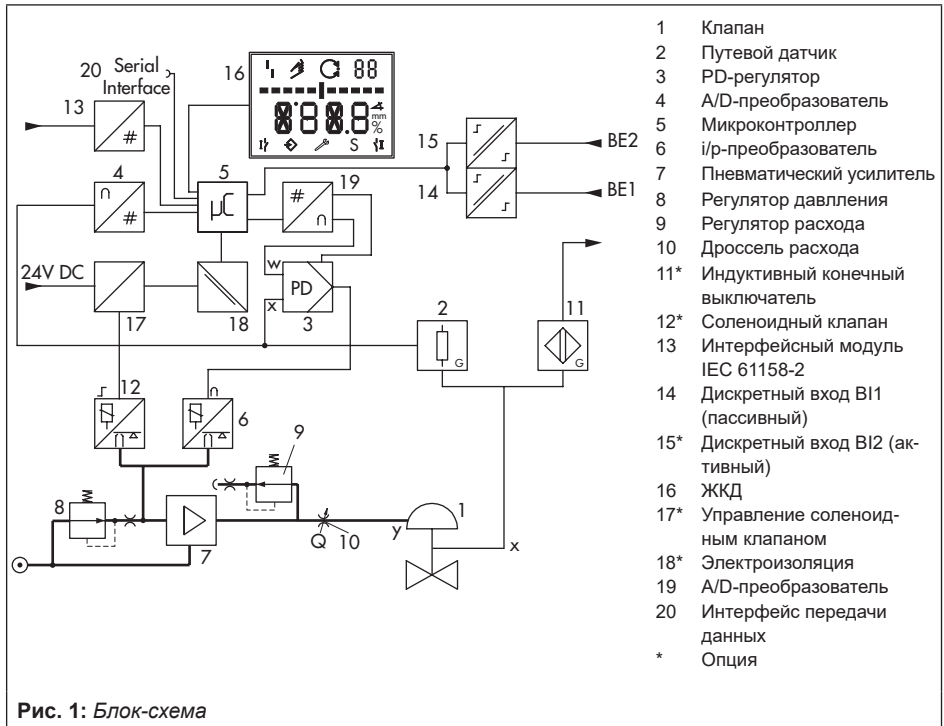 20 Serial
Interface
16
88
8.8.8
mm
%
S
13
#
4
∩
#
5
µC
#
∩
19
15
BE2
14
BE1
24V DC
17
18
w
x
PD
3
2
G
11
G
12
∩
∩
6
∩
9
8
7
Q
10
y
1
x
1 Клапан
2 Путевой датчик
3 PD-регулятор
4 A/D-преобразователь
5 Микроконтроллер
6 i/p-преобразователь
7 Пневматический усилитель
8 Регулятор давлления
9 Регулятор расхода
10 Дроссель расхода
11* Индуктивный конечный
выключатель
12* Соленоидный клапан
13 Интерфейсный модуль
IEC 61158-2
14 Дискретный вход BI1
(пассивный)
15* Дискретный вход BI2 (ак-
тивный)
16 ЖКД
17* Управление соленоид-
ным клапаном
18* Электроизоляция
19 A/D-преобразователь
20 Интерфейс передачи
данных
* Опция
Рис. 1: Блок-схема